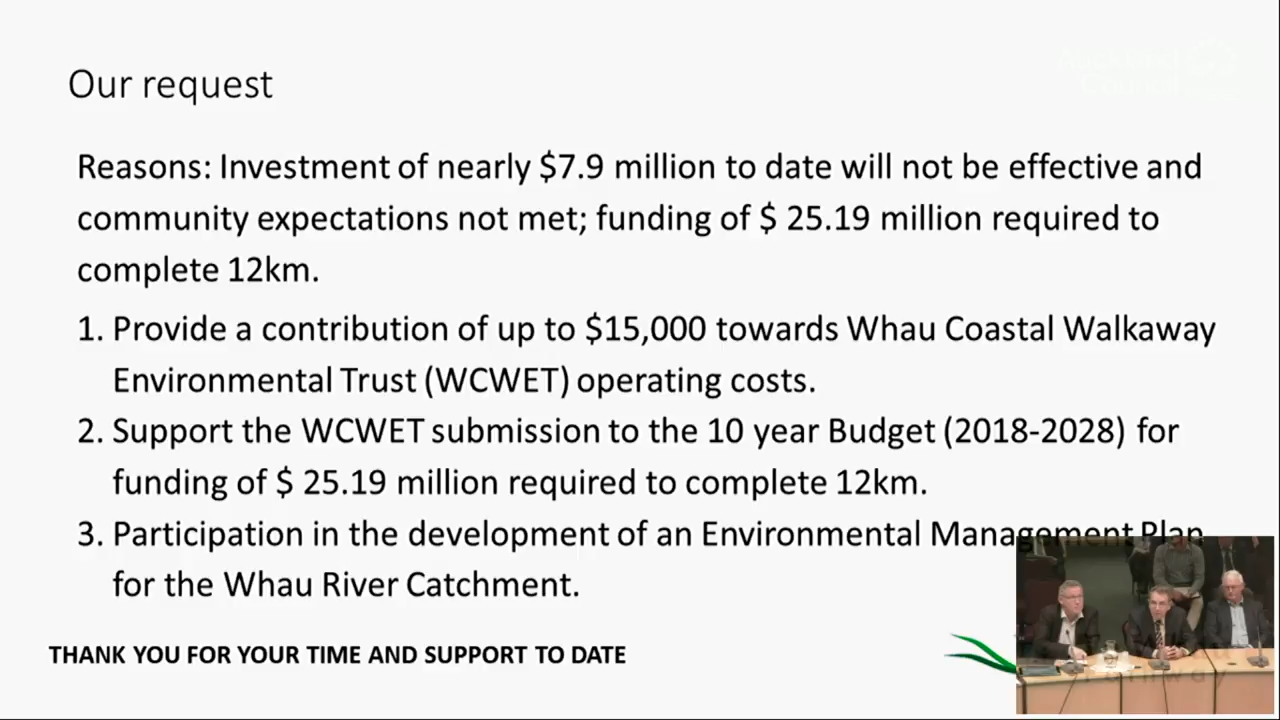 Our request
Reasons: Investment of nearly $7.9 million to date will not be effective and
community expectations not met; funding of $ 25.19 million required to
complete 12km.
1. Provide a contribution of up to $15,000 towards Whau Coastal Walkaway
Environmental Trust (WCWET) operating costs.
2. Support the WCWET submission to the 10 year Budget (2018-2028) for
funding of $ 25.19 million required to complete 12km.
3. Participation in the development of an Environmental Management Plan
for the Whau River Catchment.
THANK YOU FOR YOUR TIME AND SUPPORT TO DATE